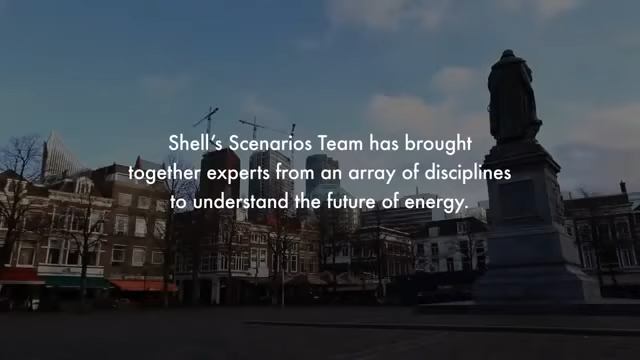 Shell's Scenarios Team has brought
together experts from an array of disciplines
to understand the future of energy.